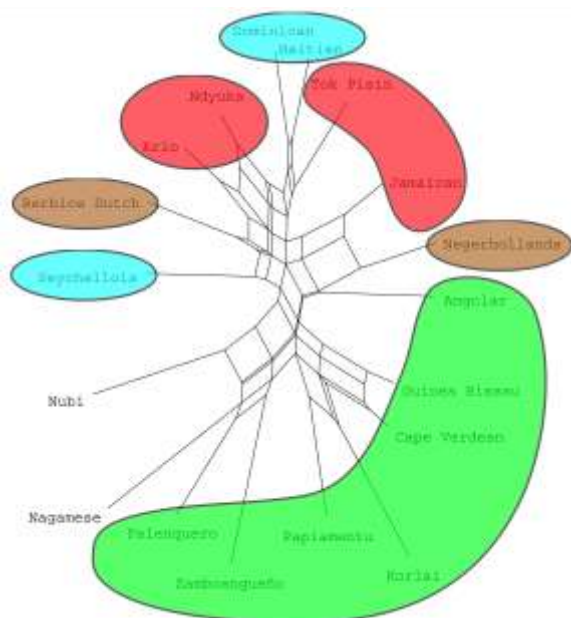 Dominican
Haitian
Tok Pisin
Ndyuka
Krio
Jamaican
Berbice Dutch
Negerhollands
Seychellois
Angolar
Guinea Bissau
Nubi
Cape Verdean
Nagamese
Palenquero
Papiamentu
Zamboangueño
Korlai